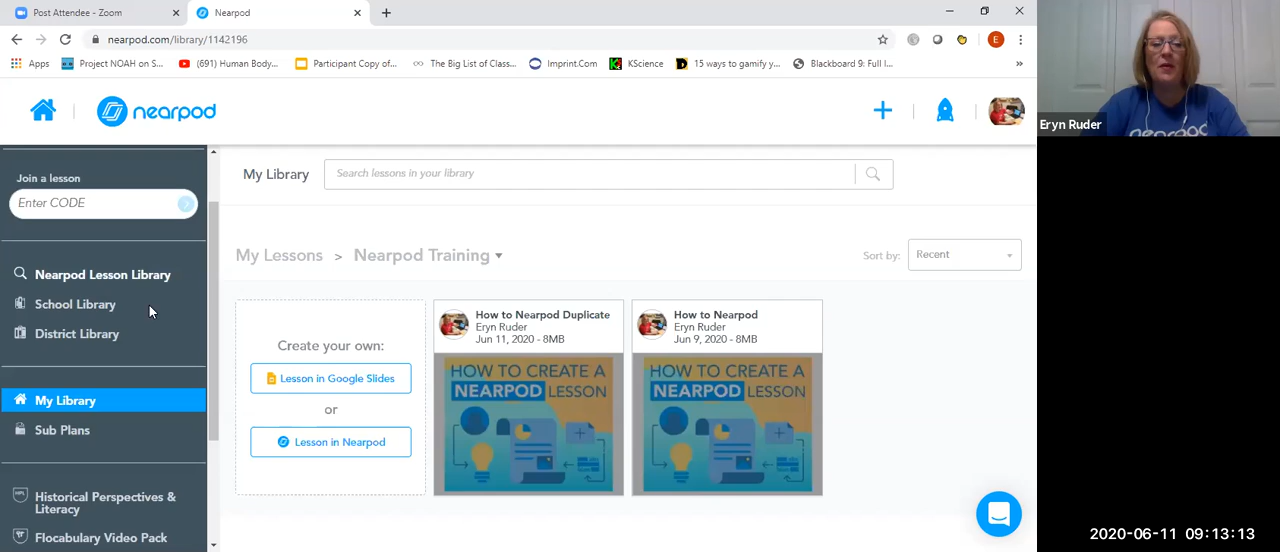 Post Attendee - Zoom
Nearpod
nearpod.com/library/1142196
E
Apps
Project NOAH on S...
(691) Human Body...
Participant Copy of...
The Big List of Class...
Imprint.Com
KScience
15 ways to gamify y...
Blackboard 9: Full I...
nearpod
nearpod
Eryn Ruder
Join a lesson
Enter CODE
Nearpod Lesson Library
School Library
District Library
My Library
Sub Plans
Historical Perspectives &
Literacy
Flocabulary Video Pack
My Library
Search lessons in your library
My Lessons > Nearpod Training
Sort by: Recent
Create your own:
Lesson in Google Slides
or
Lesson in Nearpod
How to Nearpod Duplicate
Eryn Ruder
Jun 11, 2020 - 8MB
HOW TO CREATE A
NEARPOD LESSON
How to Nearpod
Eryn Ruder
Jun 9, 2020 - 8MB
HOW TO CREATE A
NEARPOD LESSON
2020-06-11 09:13:13